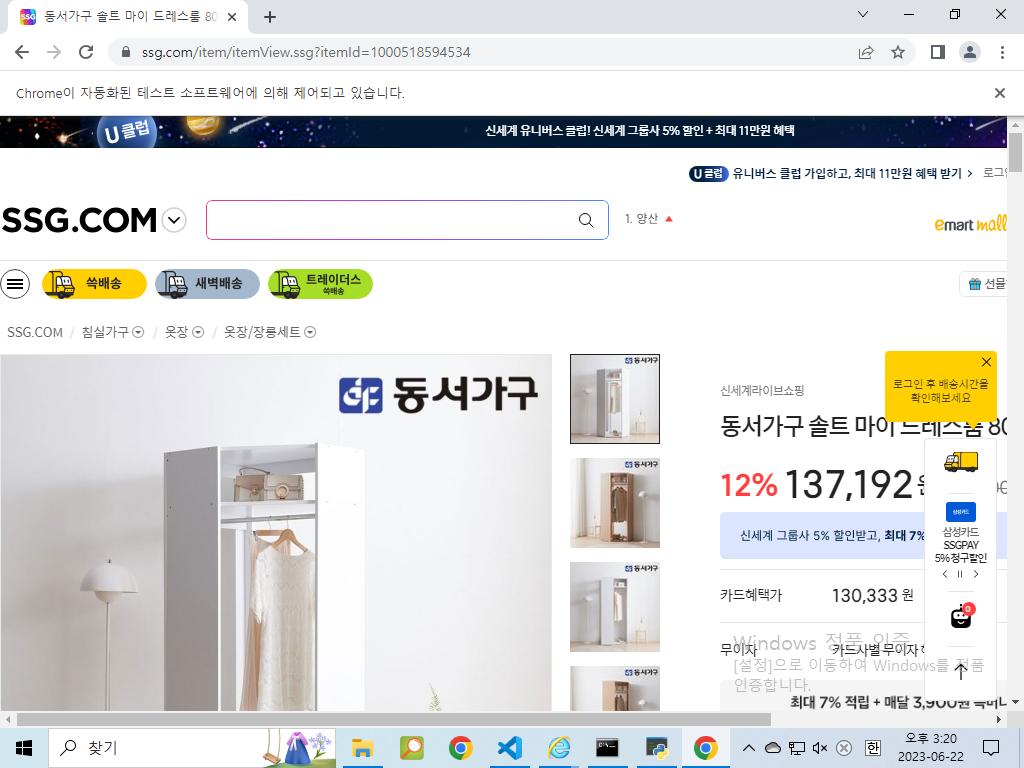 동서가구 솔트 마이 드레스룸 80
ssg.com/item/itemView.ssg?itemId=1000518594534
Chrome이 자동화된 테스트 소프트웨어에 의해 제어되고 있습니다.
U클럽
신세계 유니버스 클럽! 신세계 그룹사 5% 할인 + 최대 11만원 혜택
U클럽 유니버스 클럽 가입하고, 최대 11만원 혜택 받기 >
로그인
SSG.COM
1. 양산
emart mall
쓱배송
새벽배송
트레이더스
쓱배송
선물
SSG.COM / 침실가구 / 옷장 / 옷장/장롱세트
동서가구
동서가구
동서가구
동서가구
동서가구
신세계라이브쇼핑
로그인 후 배송시간을
확인해보세요
동서가구 솔트 마이 드레스룸 80
12% 137,192 원
신세계 그룹사 5% 할인받고, 최대 7%
삼성카드
삼성카드
SSGPAY
5% 청구할인
카드혜택가 130,333 원
0
무이자 카드사별 무이자
Windows 정품 인증
[설정]으로 이동하여 Windows를 정품
인증합니다.
최대 7% 적립 + 매달 3,900원
찾기
한
오후 3:20
2023-06-22